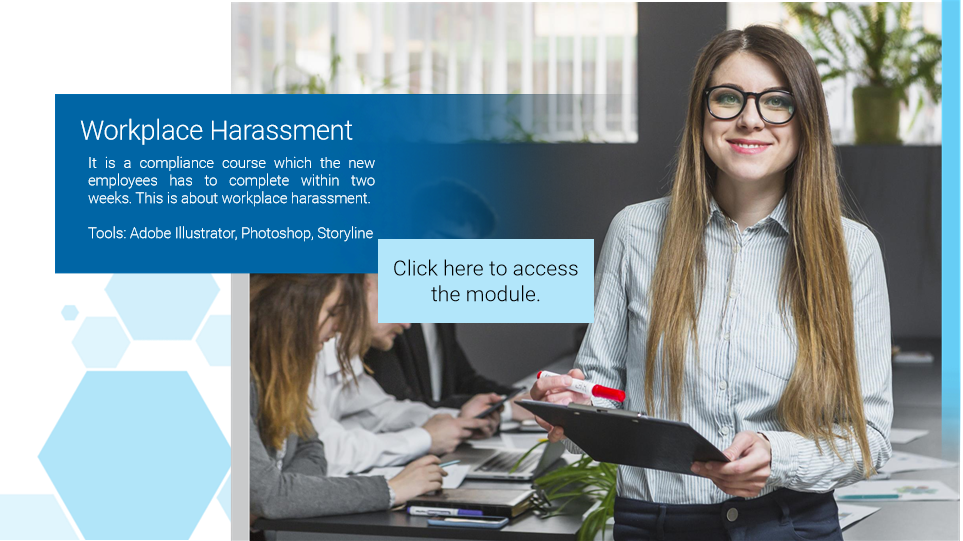 Workplace Harassment
It is a compliance course which the new
employees has to complete within two
weeks. This is about workplace harassment.
Tools: Adobe Illustrator, Photoshop, Storyline
Click here to access
the module.